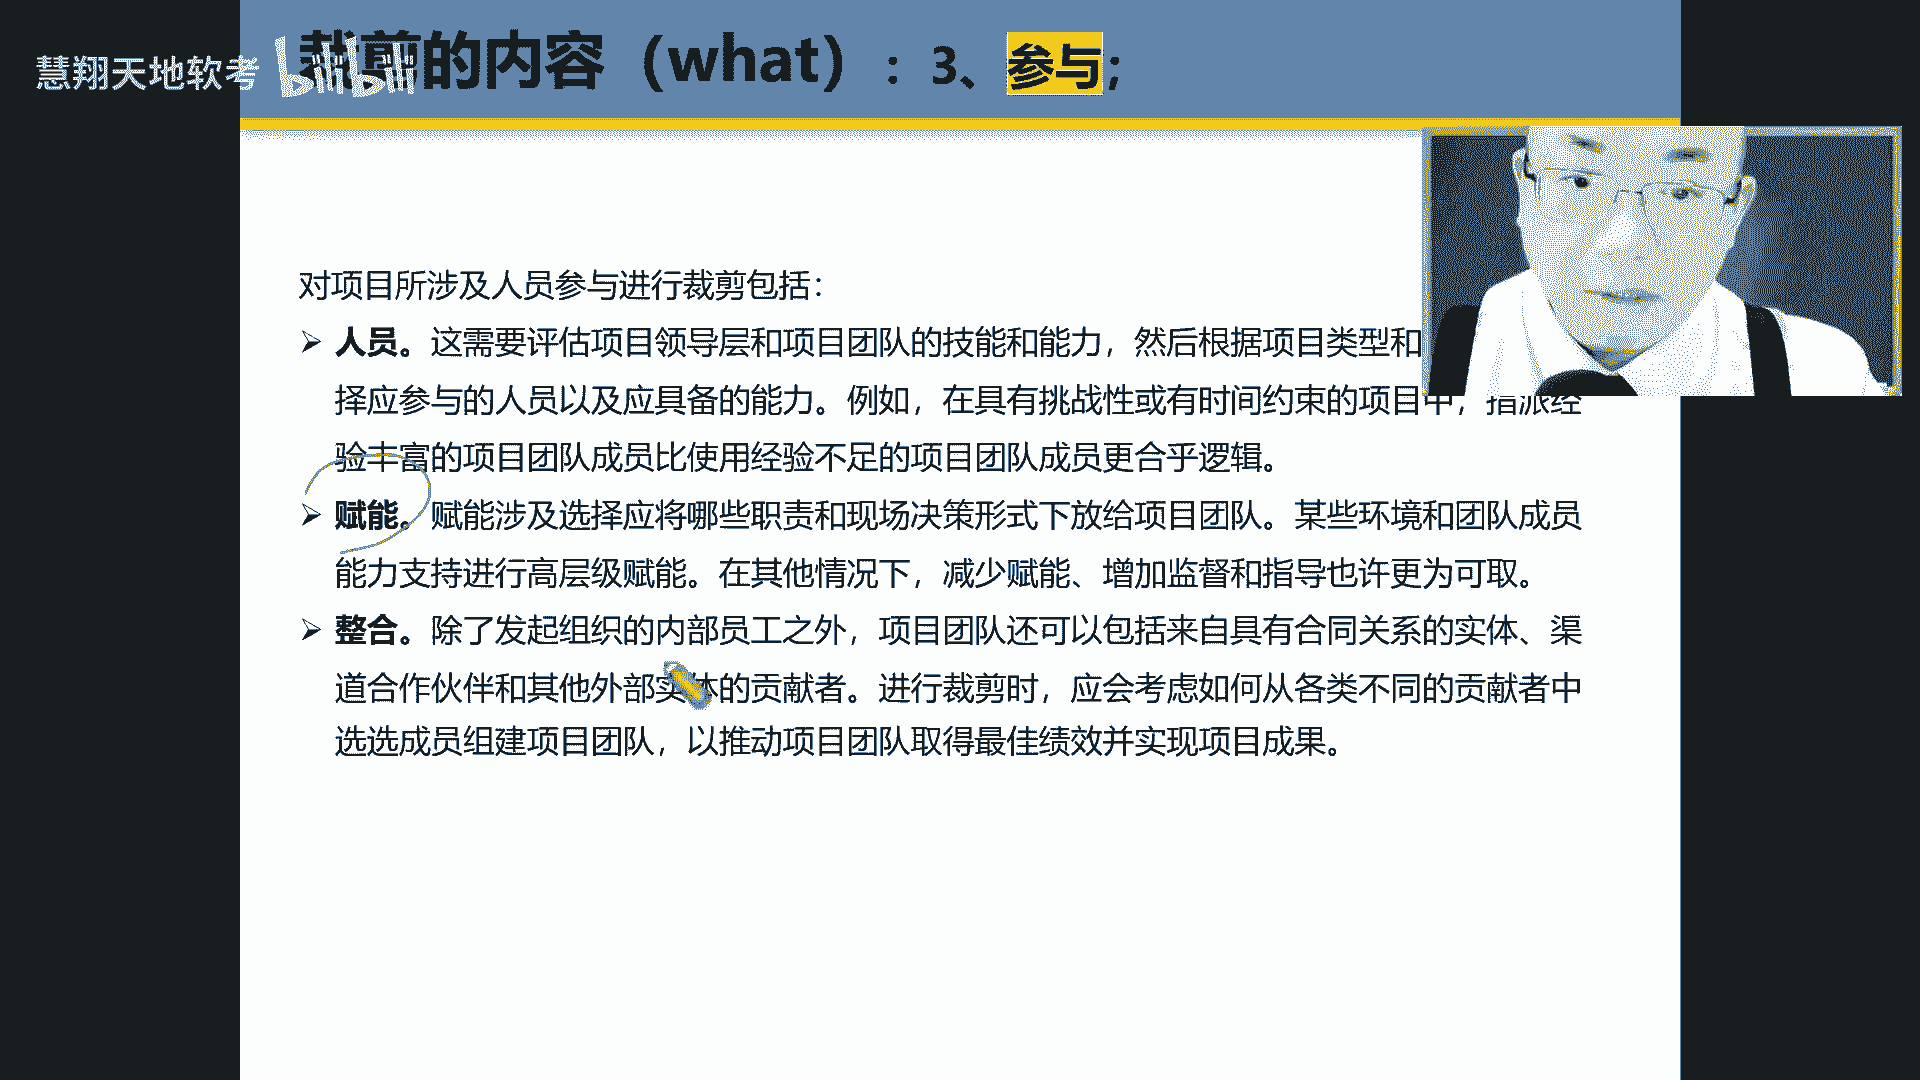 慧翔天地软考 bilibili
裁剪的内容（what）：3、参与；
对项目所涉及人员参与进行裁剪包括：
➢ 人员。这需要评估项目领导层和项目团队的技能和能力，然后根据项目类型和
择应参与的人员以及应具备的能力。例如，在具有挑战性或有时间约束的项目中，指派经
验丰富的项目团队成员比使用经验不足的项目团队成员更合乎逻辑。
➢ 赋能。赋能涉及选择应将哪些职责和现场决策形式下放给项目团队。某些环境和团队成员
能力支持进行高层级赋能。在其他情况下，减少赋能、增加监督和指导也许更为可取。
➢ 整合。除了发起组织的内部员工之外，项目团队还可以包括来自具有合同关系的实体、渠
道合作伙伴和其他外部实体的贡献者。进行裁剪时，应会考虑如何从各类不同的贡献者中
选选成员组建项目团队，以推动项目团队取得最佳绩效并实现项目成果。